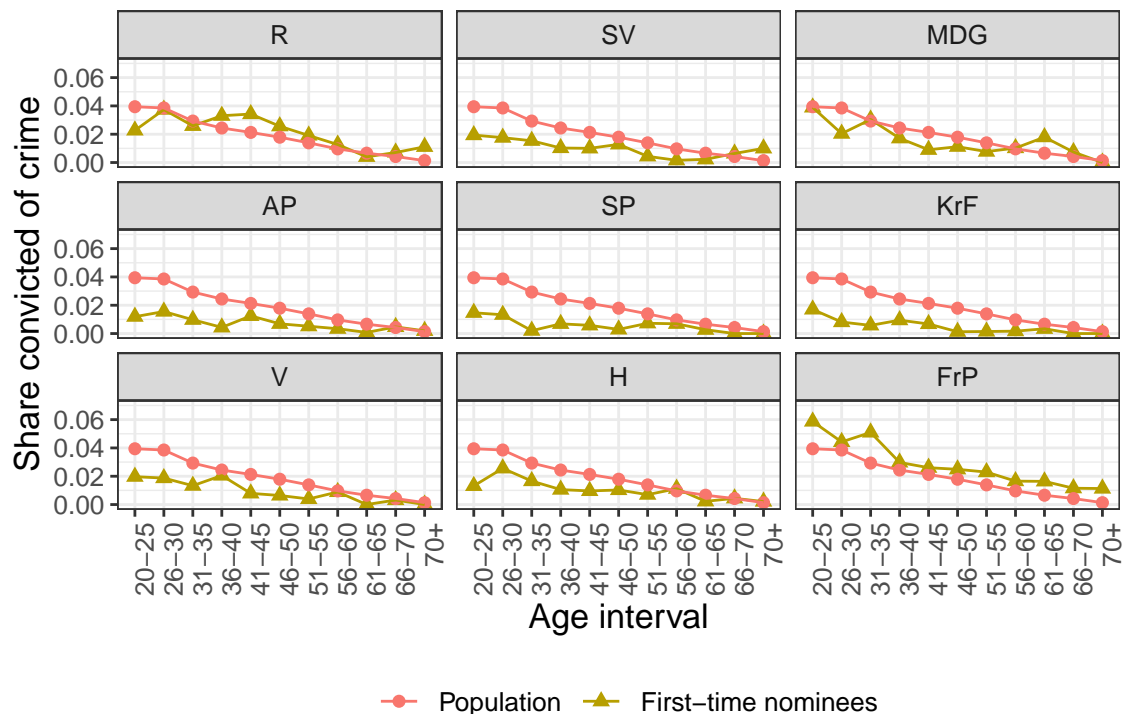 R SV MDG
0.06
0.04
0.02
0.00
AP SP KrF
0.06
0.04
0.02
0.00
V H FrP
0.06
0.04
0.02
0.00
Share convicted of crime
20−25 26−30 31−35 36−40 41−45 46−50 51−55 56−60 61−65 66−70 70+ 20−25 26−30 31−35 36−40 41−45 46−50 51−55 56−60 61−65 66−70 70+ 20−25 26−30 31−35 36−40 41−45 46−50 51−55 56−60 61−65 66−70 70+
Age interval
Population First−time nominees